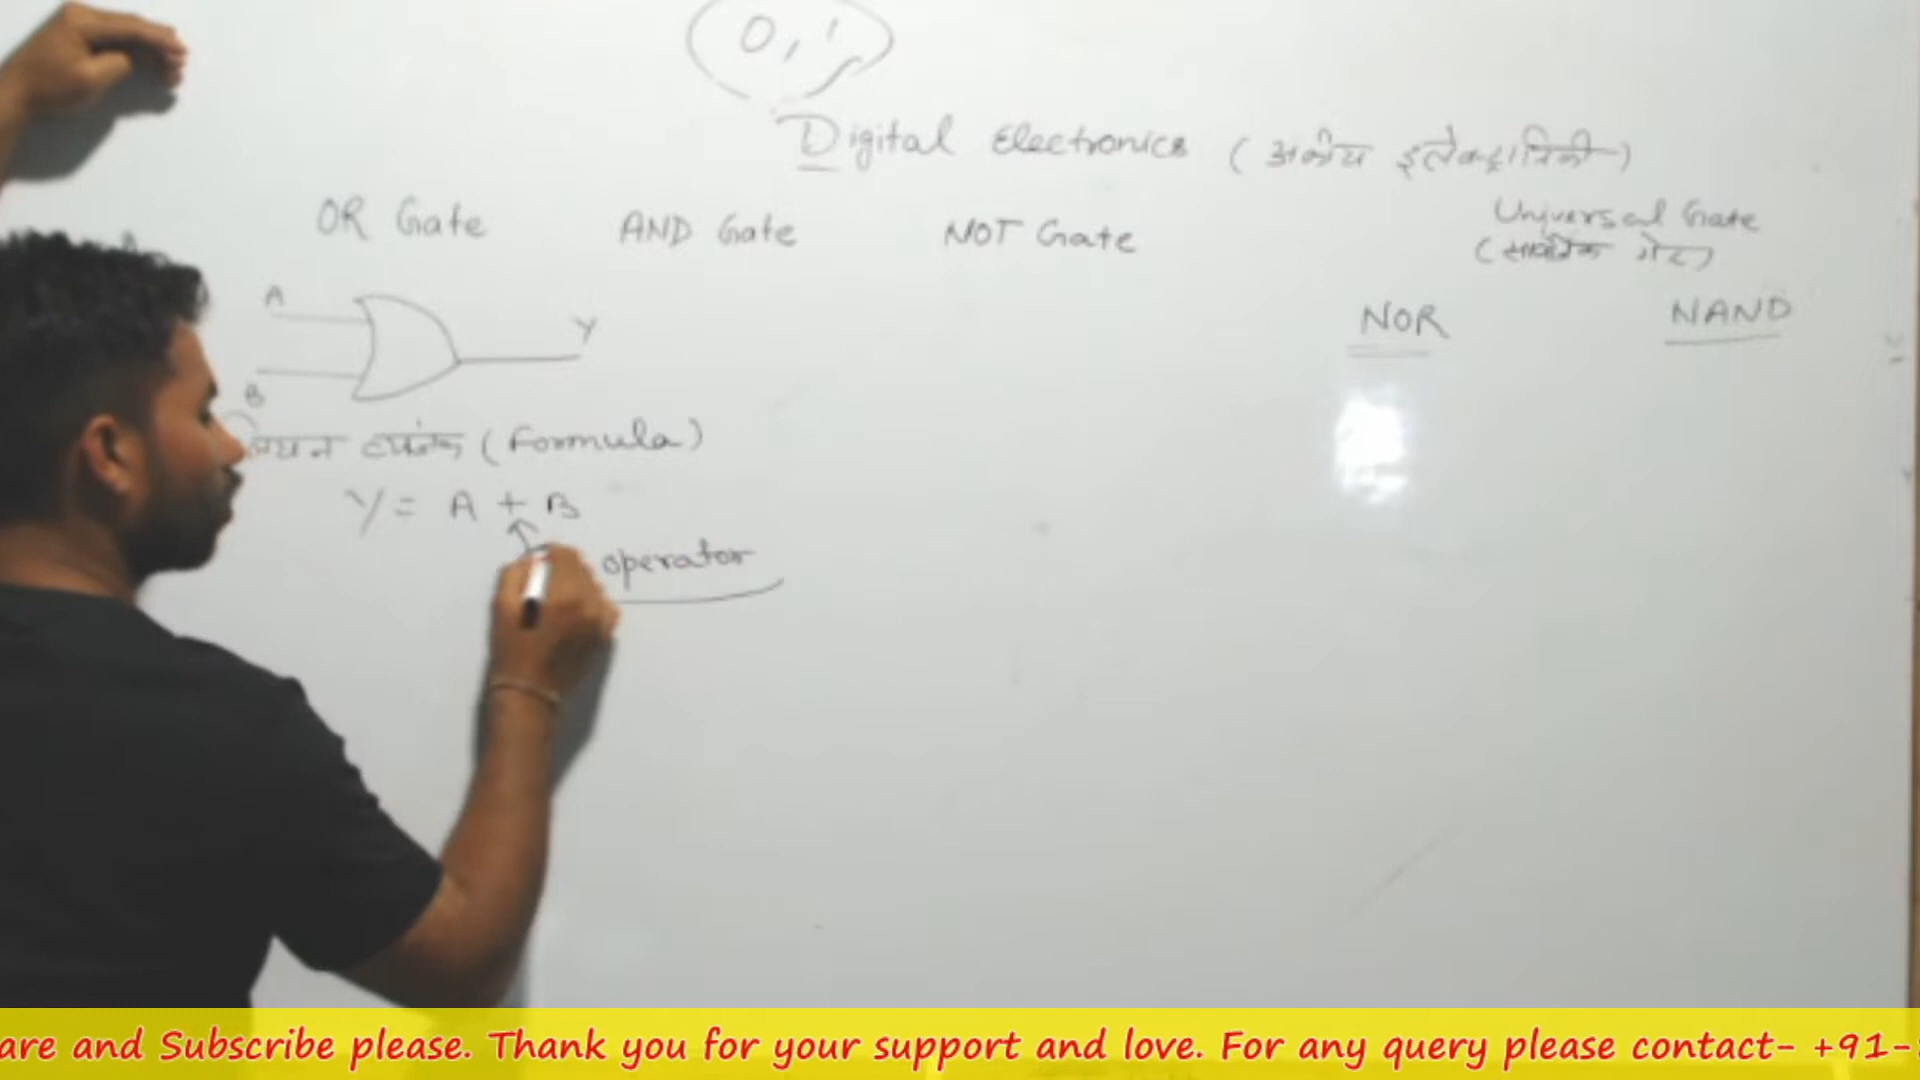 0, 1
Digital Electronics (अंकीय इलेक्ट्रॉनिकी)
OR Gate
AND Gate
NOT Gate
Universal Gate
गेट)
NOR
NAND
A
Y
B
(Formula)
Y = A + B
operator
are and Subscribe please. Thank you for your support and love. For any query please contact- +91-